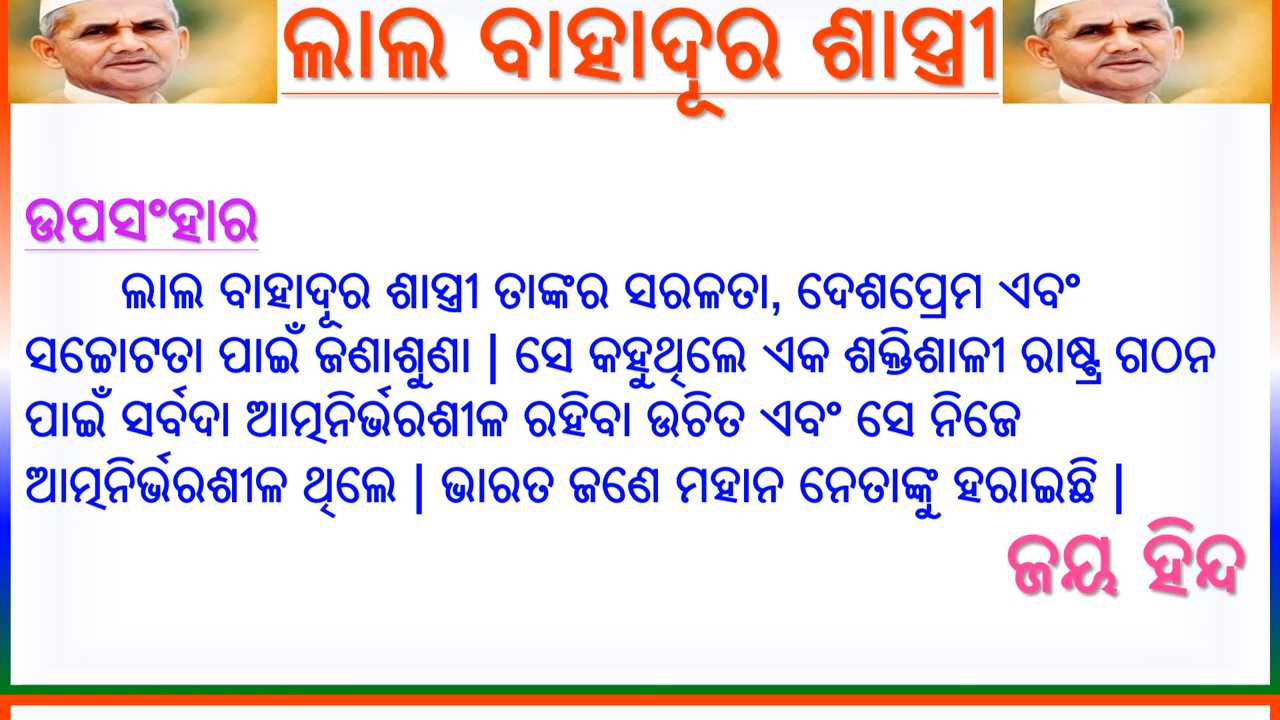 ଲାଲ ବାହାଦୂର ଶାସ୍ତ୍ରୀ
ଉପସଂହାର
ଲାଲ ବାହାଦୂର ଶାସ୍ତ୍ରୀ ତାଙ୍କର ସରଳତା, ଦେଶପ୍ରେମ ଏବଂ
ସଚ୍ଚୋଟତା ପାଇଁ ଜଣାଶୁଣା | ସେ କହୁଥିଲେ ଏକ ଶକ୍ତିଶାଳୀ ରାଷ୍ଟ୍ର ଗଠନ
ପାଇଁ ସର୍ବଦା ଆତ୍ମନିର୍ଭରଶୀଳ ରହିବା ଉଚିତ ଏବଂ ସେ ନିଜେ
ଆତ୍ମନିର୍ଭରଶୀଳ ଥିଲେ | ଭାରତ ଜଣେ ମହାନ ନେତାଙ୍କୁ ହରାଇଛି |
ଜୟ ହିନ୍ଦ